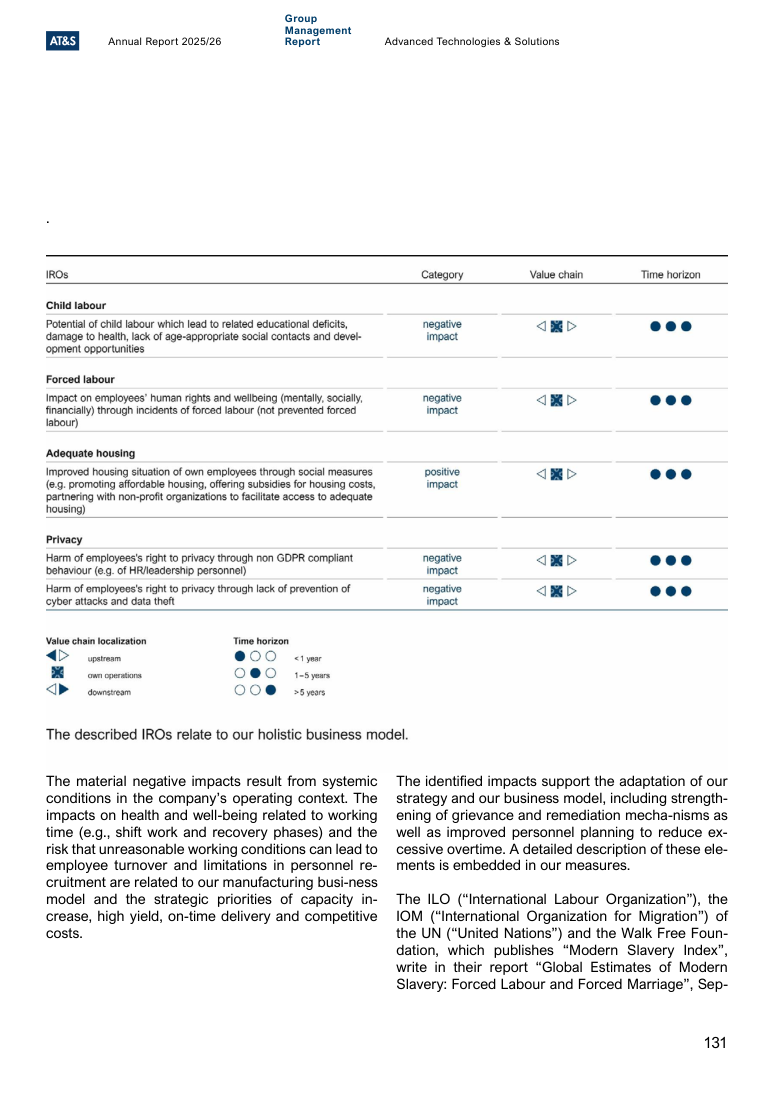 AT&S
Annual Report 2025/26
Group
Management
Report
Advanced Technologies & Solutions
.
IROs Category Value chain Time horizon
Child labour
Potential of child labour which lead to related educational deficits,
damage to health, lack of age-appropriate social contacts and devel-
opment opportunities
negative
impact
Forced labour
Impact on employees' human rights and wellbeing (mentally, socially,
financially) through incidents of forced labour (not prevented forced
labour)
negative
impact
Adequate housing
Improved housing situation of own employees through social measures
(e.g. promoting affordable housing, offering subsidies for housing costs,
partnering with non-profit organizations to facilitate access to adequate
housing)
positive
impact
Privacy
Harm of employees's right to privacy through non GDPR compliant
behaviour (e.g. of HR/leadership personnel)
negative
impact
Harm of employees's right to privacy through lack of prevention of
cyber attacks and data theft
negative
impact
Value chain localization
upstream
own operations
downstream
Time horizon
<1 year
1–5 years
>5 years
The described IROs relate to our holistic business model.
The material negative impacts result from systemic
conditions in the company's operating context. The
impacts on health and well-being related to working
time (e.g., shift work and recovery phases) and the
risk that unreasonable working conditions can lead to
employee turnover and limitations in personnel re-
cruitment are related to our manufacturing busi-ness
model and the strategic priorities of capacity in-
crease, high yield, on-time delivery and competitive
costs.
The identified impacts support the adaptation of our
strategy and our business model, including strength-
ening of grievance and remediation mecha-nisms as
well as improved personnel planning to reduce ex-
cessive overtime. A detailed description of these ele-
ments is embedded in our measures.
The ILO (“International Labour Organization”), the
IOM (“International Organization for Migration”) of
the UN (“United Nations”) and the Walk Free Foun-
dation, which publishes “Modern Slavery Index”,
write in their report “Global Estimates of Modern
Slavery: Forced Labour and Forced Marriage”, Sep-
131